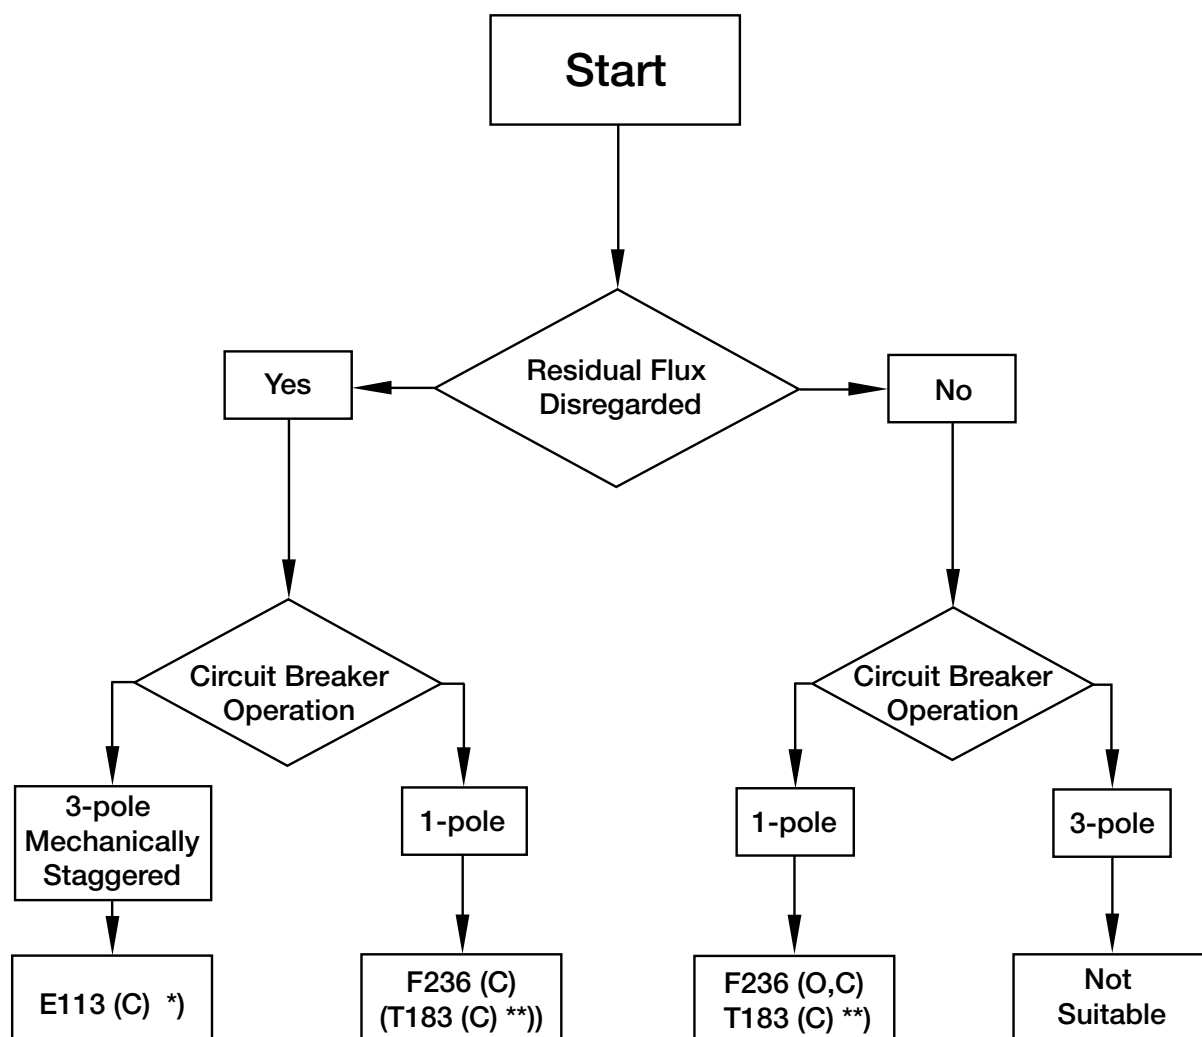 Start
Residual Flux
Disregarded
Yes
No
Circuit Breaker
Operation
Circuit Breaker
Operation
3-pole
Mechanically
Staggered
1-pole
1-pole
3-pole
E113 (C) *)
F236 (C)
(T183 (C) **))
F236 (O,C)
T183 (C) **)
Not
Suitable